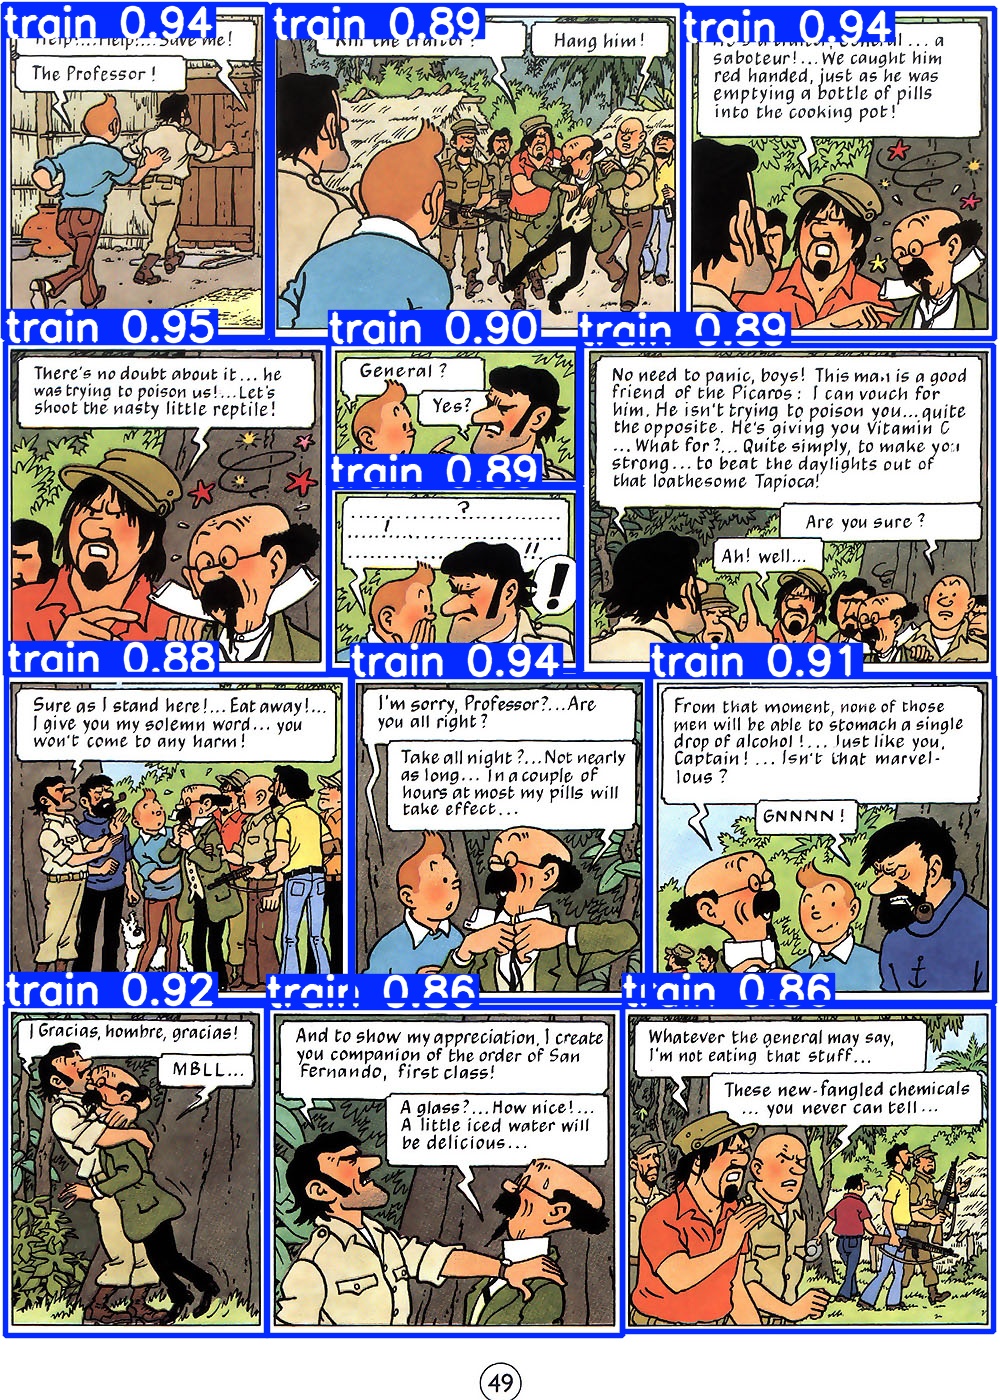 train 0.94
Help!...Help!...Save me!
The Professor!
train 0.89
Kill the traitor!
Hang him!
train 0.94
General... a
saboteur!...We caught him
red handed, just as he was
emptying a bottle of pills
into the cooking pot!
train 0.95
There's no doubt about it... he
was trying to poison us!...Let's
shoot the nasty little reptile!
train 0.90
General?
Yes?
train 0.89
?
!
!!
!
train 0.89
No need to panic, boys! This man is a good
friend of the Picaros: I can vouch for
him. He isn't trying to poison you...quite
the opposite. He's giving you Vitamin C
...What for?... Quite simply, to make you
strong... to beat the daylights out of
that loathesome Tapioca!
Are you sure?
Ah! well...
train 0.88
Sure as I stand here!... Eat away!...
I give you my solemn word... you
won't come to any harm!
train 0.94
I'm sorry, Professor?...Are
you all right?
Take all night?...Not nearly
as long... In a couple of
hours at most my pills will
take effect...
train 0.91
From that moment, none of those
men will be able to stomach a single
drop of alcohol!... Just like you,
Captain!... Isn't that marvel-
lous?
GNNNN!
train 0.92
¡Gracias, hombre, gracias!
MBLL...
train 0.86
And to show my appreciation, I create
you companion of the order of San
Fernando, first class!
A glass?...How nice!...
A little iced water will
be delicious...
train 0.86
Whatever the general may say,
I'm not eating that stuff...
These new-fangled chemicals
... you never can tell...
49